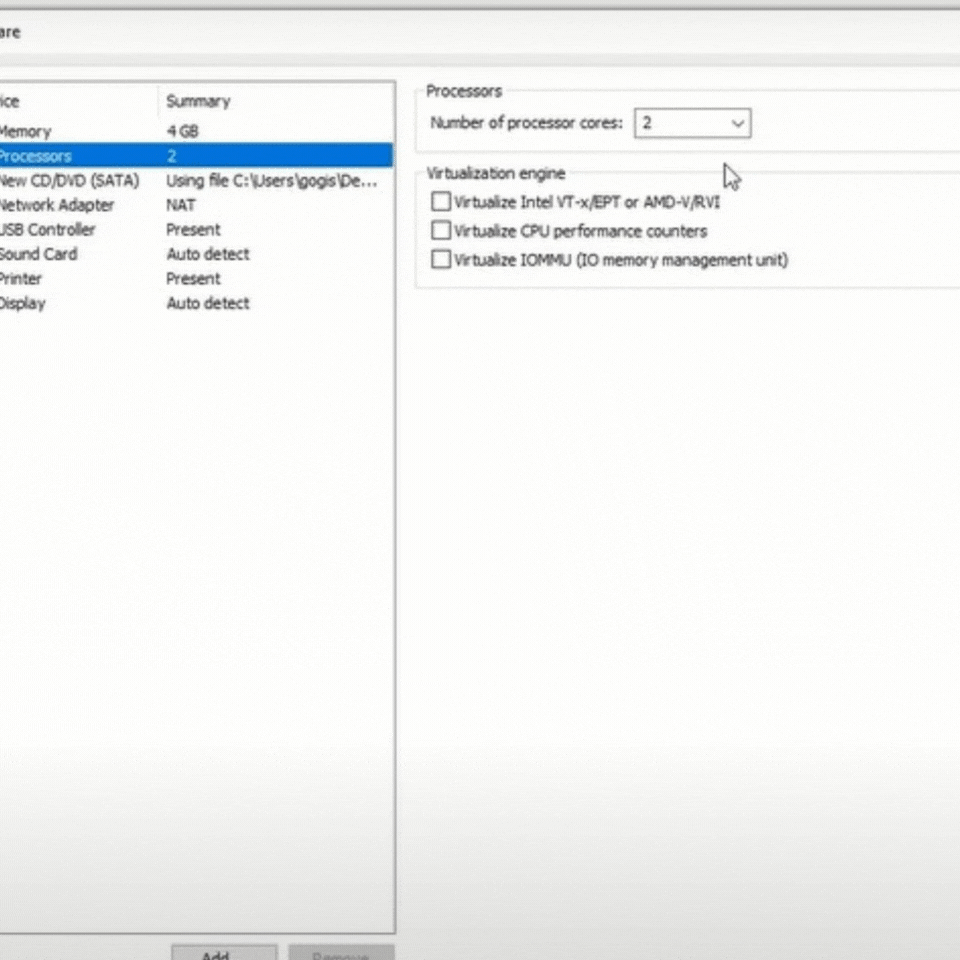 are
ice Summary
Memory 4 GB
Processors 2
New CD/DVD (SATA) Using file C:\Users\gogis\De...
Network Adapter NAT
USB Controller Present
Sound Card Auto detect
Printer Present
Display Auto detect
Processors
Number of processor cores: 2
Virtualization engine
Virtualize Intel VT-x/EPT or AMD-V/RVI
Virtualize CPU performance counters
Virtualize IOMMU (IO memory management unit)
Add... Remove